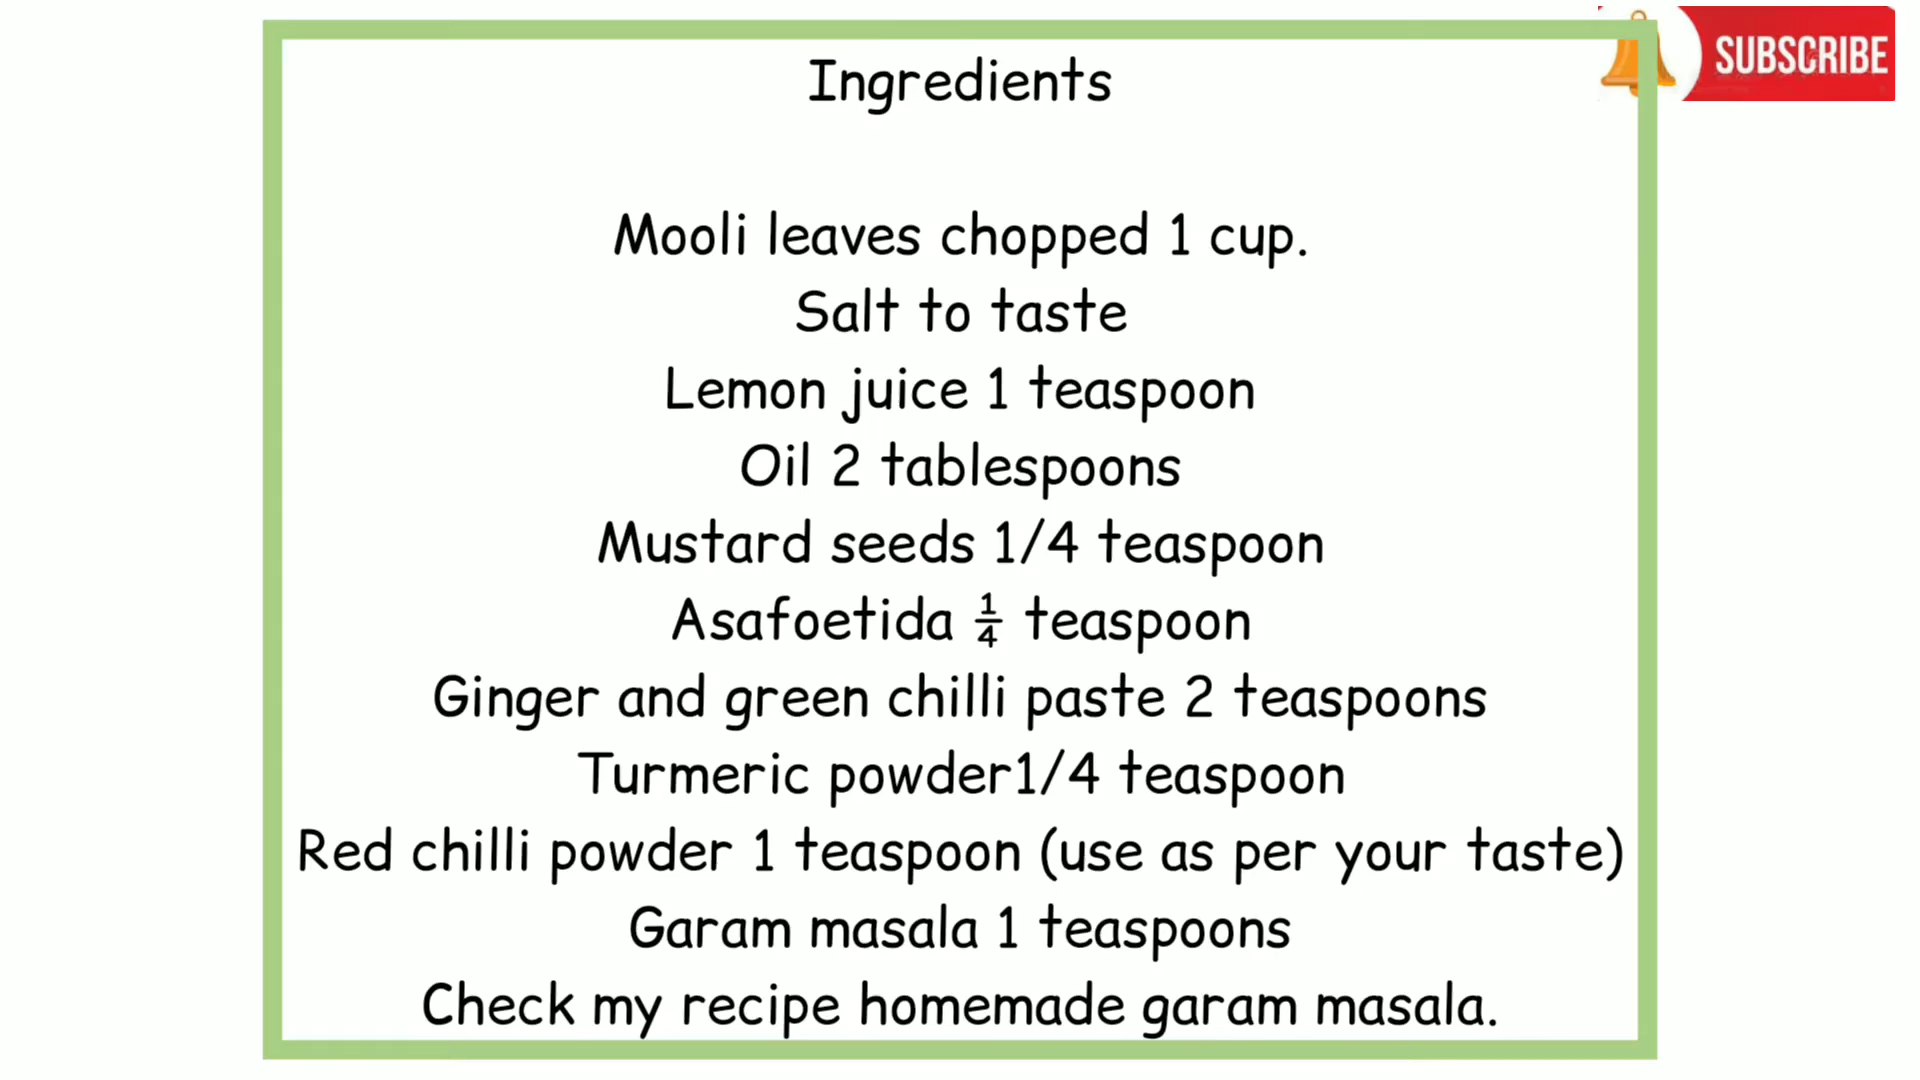 Ingredients
SUBSCRIBE
Mooli leaves chopped 1 cup.
Salt to taste
Lemon juice 1 teaspoon
Oil 2 tablespoons
Mustard seeds 1/4 teaspoon
Asafoetida ¼ teaspoon
Ginger and green chilli paste 2 teaspoons
Turmeric powder1/4 teaspoon
Red chilli powder 1 teaspoon (use as per your taste)
Garam masala 1 teaspoons
Check my recipe homemade garam masala.